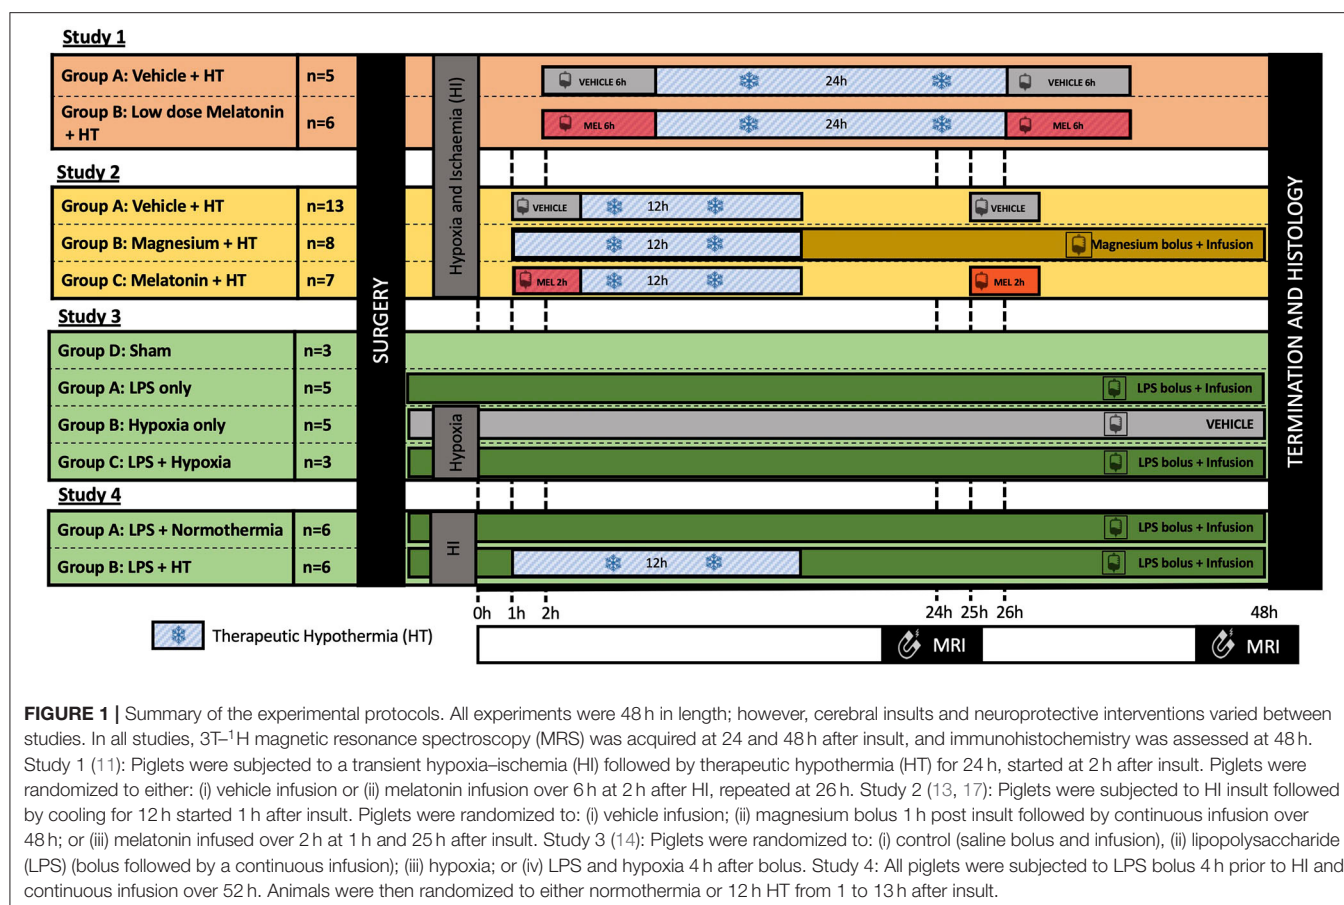 Study 1
Group A: Vehicle + HT
n=5
VEHICLE 6h
24h
VEHICLE 6h
Group B: Low dose Melatonin
+ HT
n=6
MEL 6h
24h
MEL 6h
Hypoxia and Ischaemia (HI)
Study 2
Group A: Vehicle + HT
n=13
VEHICLE
12h
VEHICLE
Group B: Magnesium + HT
n=8
12h
Magnesium bolus + Infusion
Group C: Melatonin + HT
n=7
MEL 2h
12h
MEL 2h
SURGERY
TERMINATION AND HISTOLOGY
Study 3
Group D: Sham
n=3
Group A: LPS only
n=5
LPS bolus + Infusion
Group B: Hypoxia only
n=5
VEHICLE
Hypoxia
Group C: LPS + Hypoxia
n=3
LPS bolus + Infusion
Study 4
Group A: LPS + Normothermia
n=6
LPS bolus + Infusion
HI
Group B: LPS + HT
n=6
12h
LPS bolus + Infusion
0h 1h 2h 24h 25h 26h 48h
Therapeutic Hypothermia (HT)
MRI
MRI
FIGURE 1 | Summary of the experimental protocols. All experiments were 48 h in length; however, cerebral insults and neuroprotective interventions varied between
studies. In all studies, 3T–¹H magnetic resonance spectroscopy (MRS) was acquired at 24 and 48 h after insult, and immunohistochemistry was assessed at 48 h.
Study 1 (11): Piglets were subjected to a transient hypoxia–ischemia (HI) followed by therapeutic hypothermia (HT) for 24 h, started at 2 h after insult. Piglets were
randomized to either: (i) vehicle infusion or (ii) melatonin infusion over 6 h at 2 h after HI, repeated at 26 h. Study 2 (13, 17): Piglets were subjected to HI insult followed
by cooling for 12 h started 1 h after insult. Piglets were randomized to: (i) vehicle infusion; (ii) magnesium bolus 1 h post insult followed by continuous infusion over
48 h; or (iii) melatonin infused over 2 h at 1 h and 25 h after insult. Study 3 (14): Piglets were randomized to: (i) control (saline bolus and infusion), (ii) lipopolysaccharide
(LPS) (bolus followed by a continuous infusion); (iii) hypoxia; or (iv) LPS and hypoxia 4 h after bolus. Study 4: All piglets were subjected to LPS bolus 4 h prior to HI and
continuous infusion over 52 h. Animals were then randomized to either normothermia or 12 h HT from 1 to 13 h after insult.